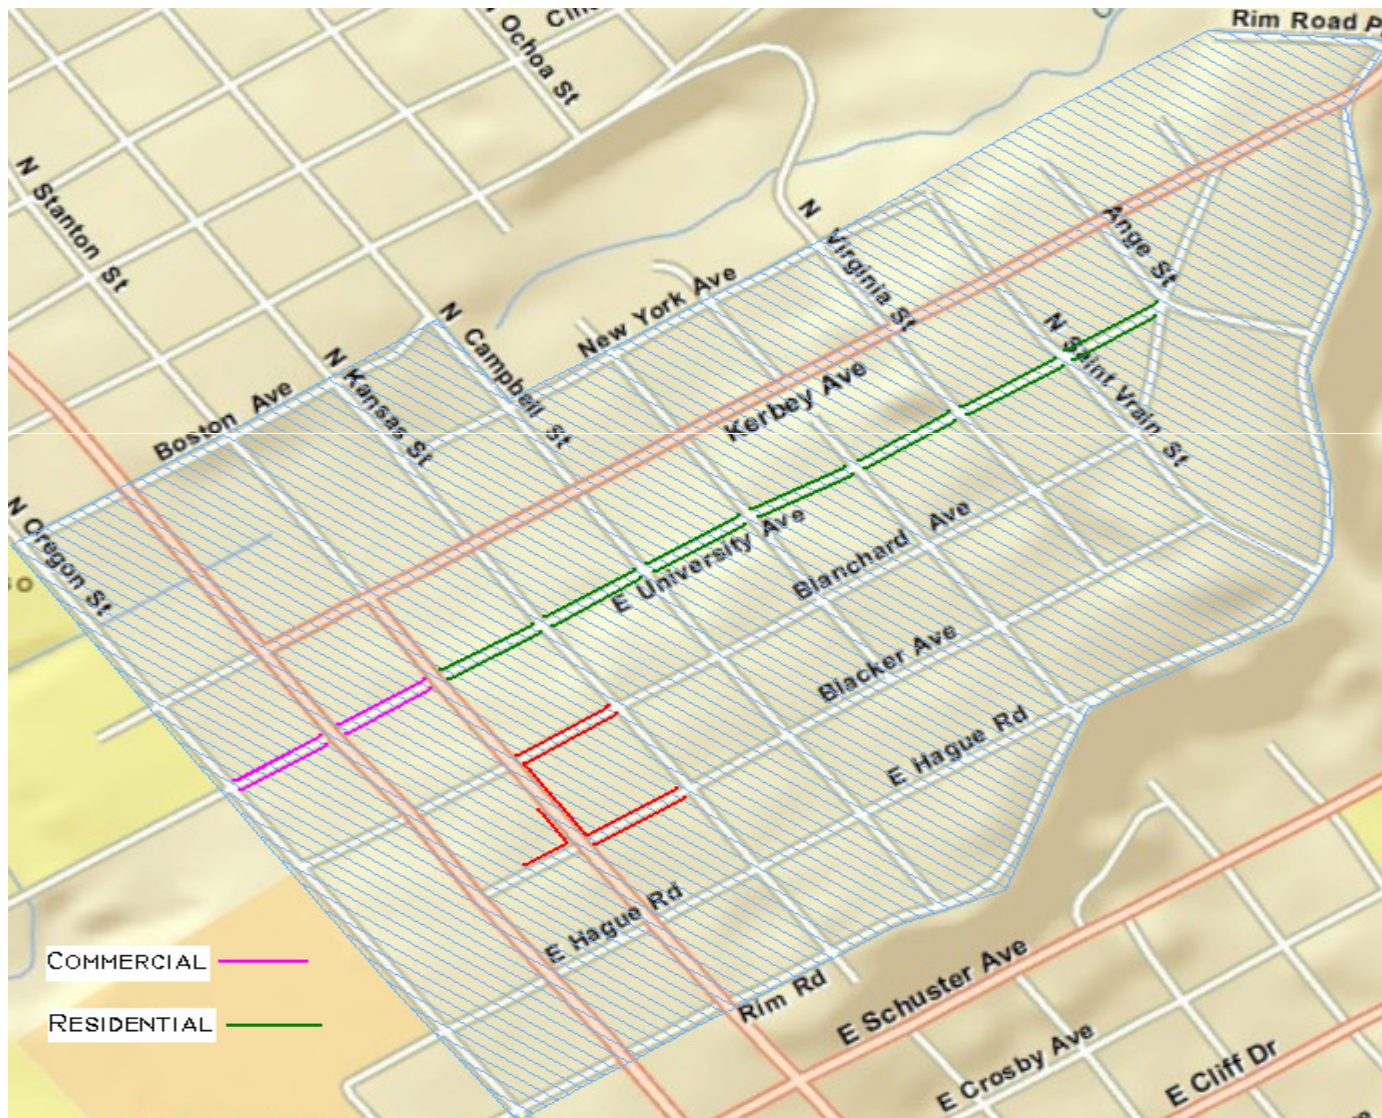 Rim Road P
Ochoa St
Cin
N Stanton St
N Virginia St
Ange St
New York Ave
N Campbell St
N Saint Vrain St
N Kansas St
Boston Ave
Kerbey Ave
N Oregon St
so
E University Ave
Blanchard Ave
Blacker Ave
E Hague Rd
E Hague Rd
Rim Rd
E Schuster Ave
E Crosby Ave
E Cliff Dr
COMMERCIAL
RESIDENTIAL